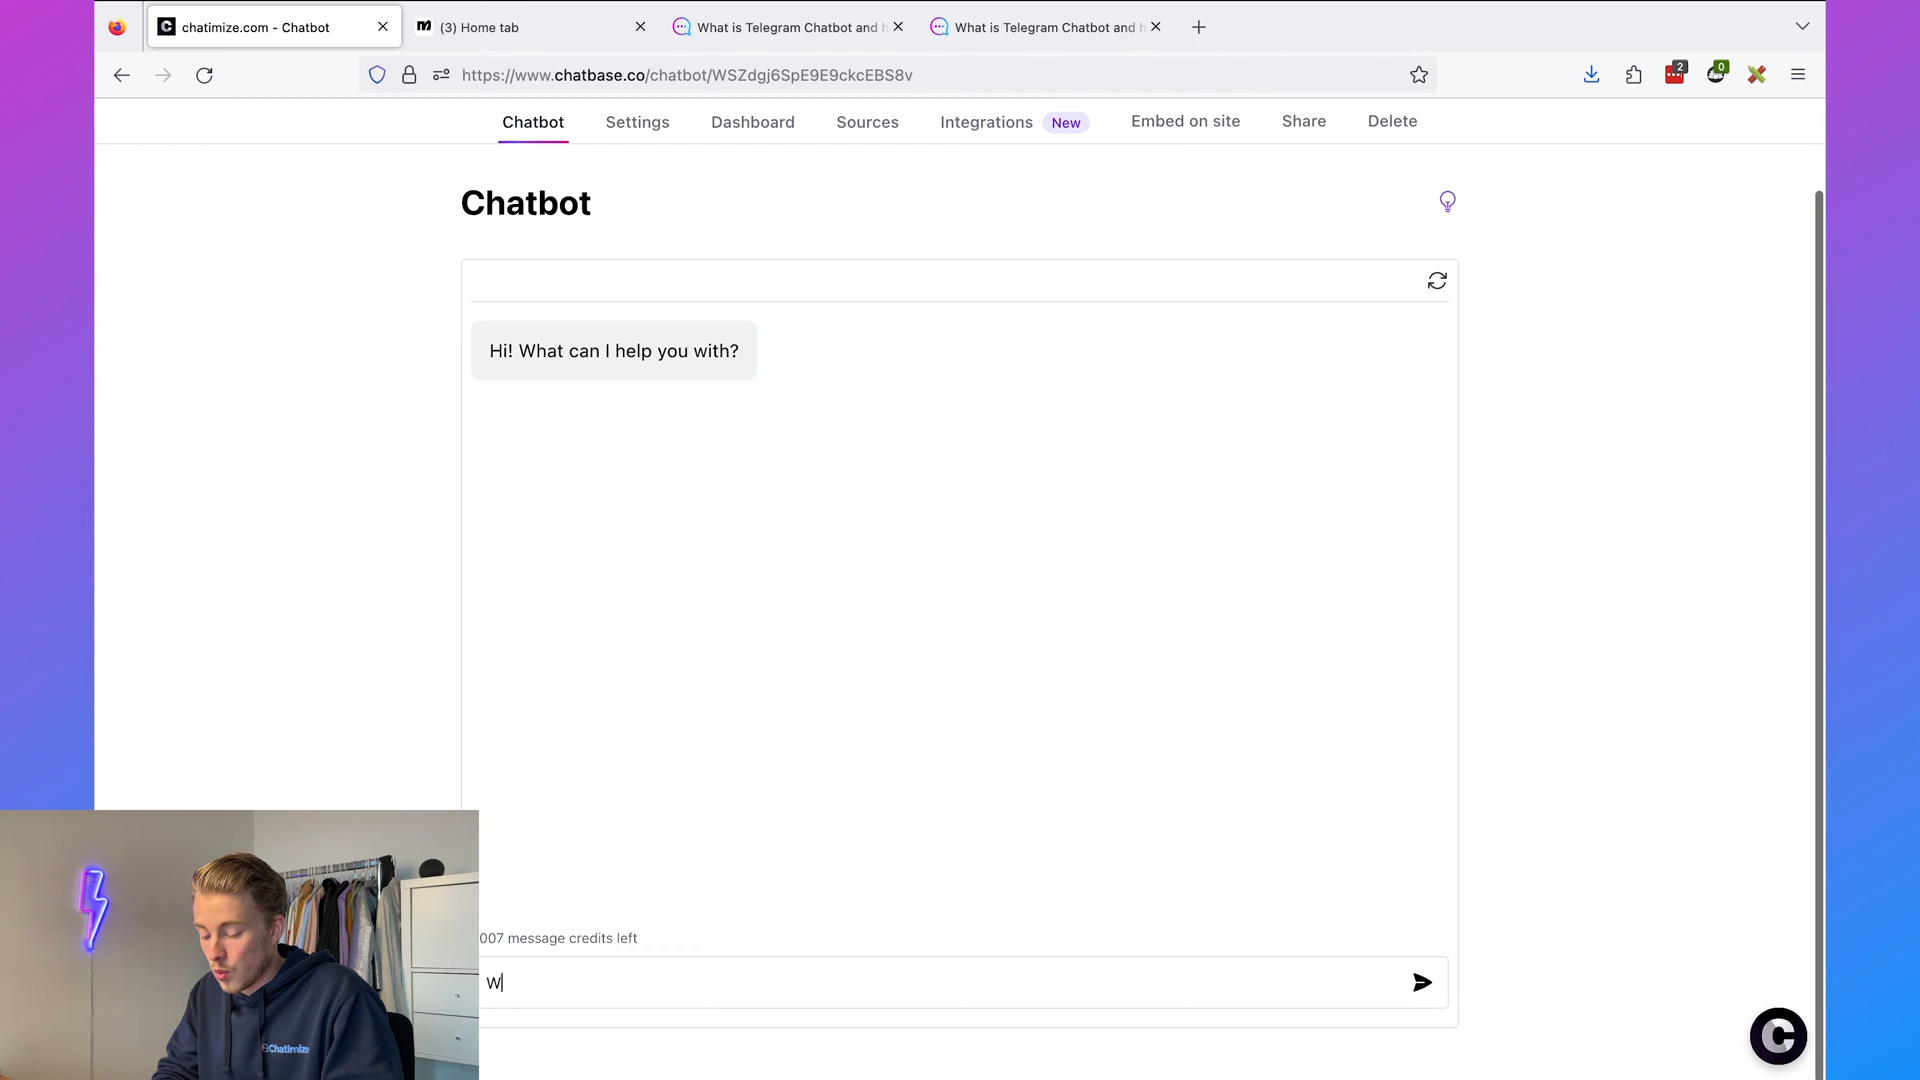 chatimize.com - Chatbot
(3) Home tab
What is Telegram Chatbot and h
What is Telegram Chatbot and h
https://www.chatbase.co/chatbot/WSZdgj6SpE9E9ckcEBS8v
2
0
Chatbot
Settings
Dashboard
Sources
Integrations New
Embed on site
Share
Delete
Chatbot
Hi! What can I help you with?
007 message credits left
W
Chatimize